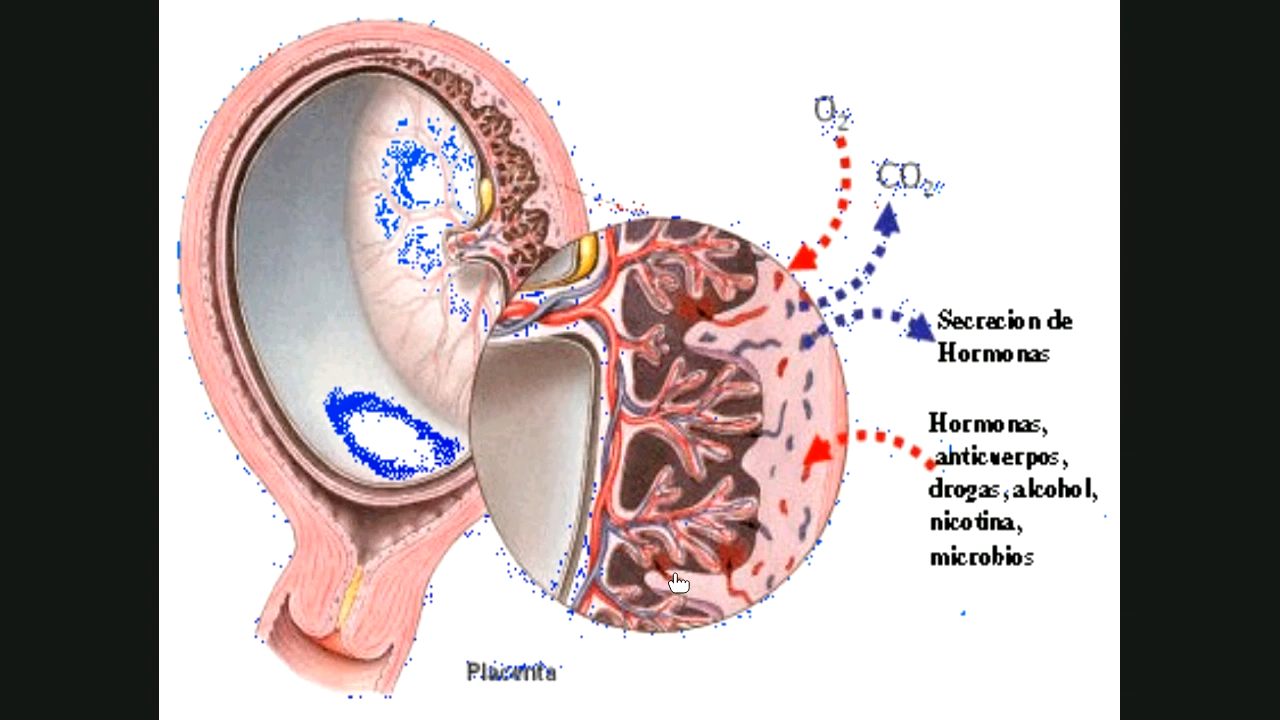 O₂
CO₂
Secrecion de
Hormonas
Hormonas,
anticuerpos,
drogas, alcohol,
nicotina,
microbios
Placenta